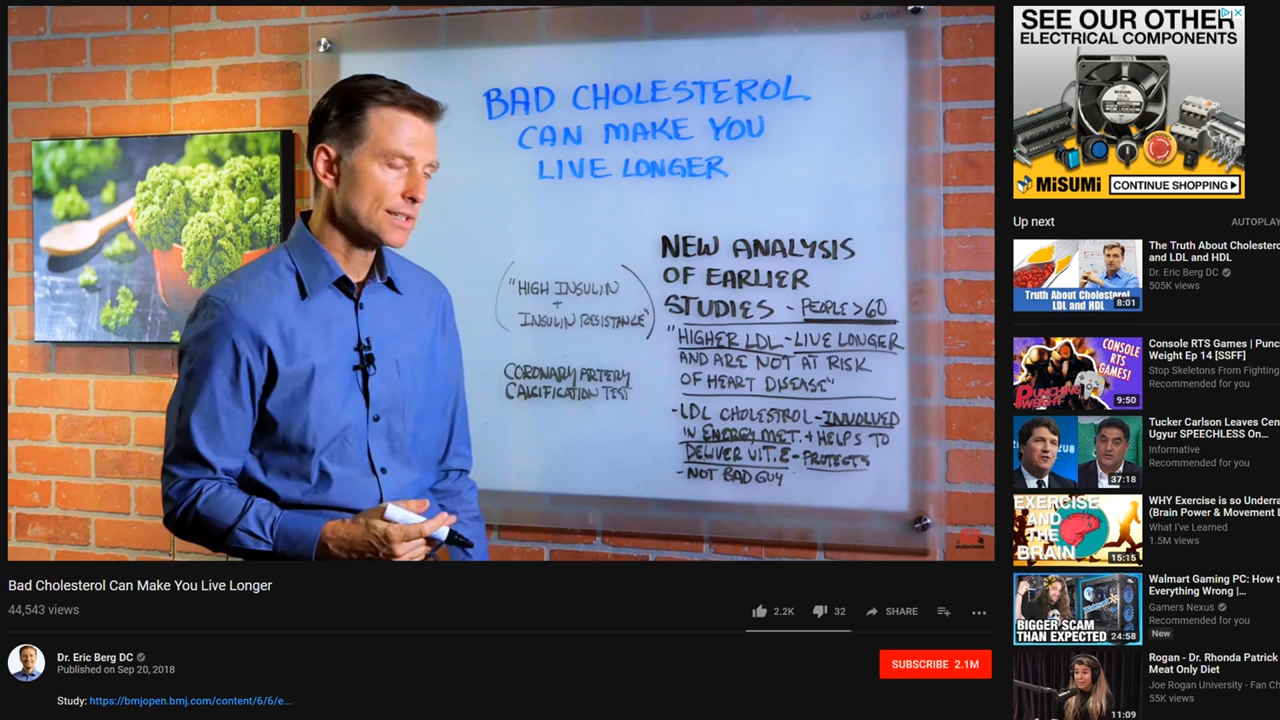 Quartet
BAD CHOLESTEROL
CAN MAKE YOU
LIVE LONGER
NEW ANALYSIS
OF EARLIER
STUDIES - PEOPLE>60
"HIGHER LDL - LIVE LONGER
AND ARE NOT AT RISK
OF HEART DISEASE"
- LDL CHOLESTROL - INVOLVED
IN ENERGY MET. + HELPS TO
DELIVER VIT. E - PROTECTS
- NOT BAD GUY
"HIGH INSULIN
+
INSULIN RESISTANCE"
CORONARY ARTERY
CALCIFICATION TEST
SUBSCRIBE
Bad Cholesterol Can Make You Live Longer
44,543 views
2.2K
32
SHARE
Dr. Eric Berg DC
Published on Sep 20, 2018
SUBSCRIBE 2.1M
Study: https://bmjopen.bmj.com/content/6/6/e...
SEE OUR OTHER
ELECTRICAL COMPONENTS
MiSUMi
CONTINUE SHOPPING
Up next
AUTOPLAY
The Truth About Cholestero
and LDL and HDL
Dr. Eric Berg DC
505K views
Truth About Cholesterol
LDL and HDL
8:01
Console RTS Games | Punc
Weight Ep 14 [SSFF]
Stop Skeletons From Fighting
Recommended for you
CONSOLE
RTS
GAMES!
PUNCHING
WEIGHT
9:50
Tucker Carlson Leaves Cen
Ugyur SPEECHLESS On...
Informative
Recommended for you
37:18
WHY Exercise is so Underra
(Brain Power & Movement L
What I've Learned
1.5M views
EXERCISE
AND
THE
BRAIN
15:15
Walmart Gaming PC: How t
Everything Wrong |...
Gamers Nexus
Recommended for you
New
BIGGER SCAM
THAN EXPECTED
24:58
Rogan - Dr. Rhonda Patrick
Meat Only Diet
Joe Rogan University - Fan Ch
55K views
11:09